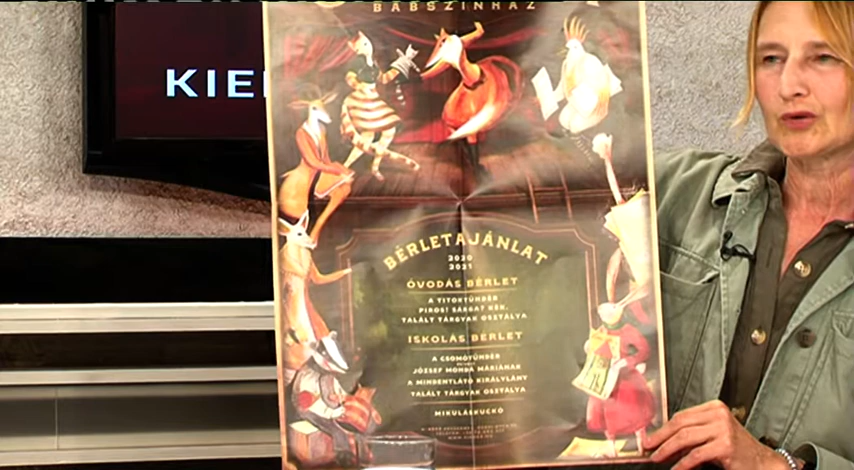 BÁBSZÍNHÁZ
KIE
BÉRLETAJÁNLAT
2020
2021
ÓVODÁS BÉRLET
A TITOKTÜNDÉR
PIROS! SÁRGA? KÉK.
TALÁLT TÁRGYAK OSZTÁLYA
ISKOLÁS BÉRLET
A CSOMÓTÜNDÉR
JÓZSEF MONDA MÁRIÁNAK
A MINDENTLÁTÓ KIRÁLYLÁNY
TALÁLT TÁRGYAK OSZTÁLYA
MIKULÁSKUCKÓ